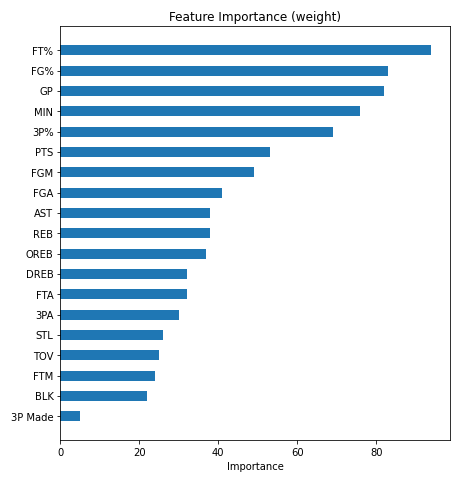 Feature Importance (weight)
FT%
FG%
GP
MIN
3P%
PTS
FGM
FGA
AST
REB
OREB
DREB
FTA
3PA
STL
TOV
FTM
BLK
3P Made
0 20 40 60 80
Importance